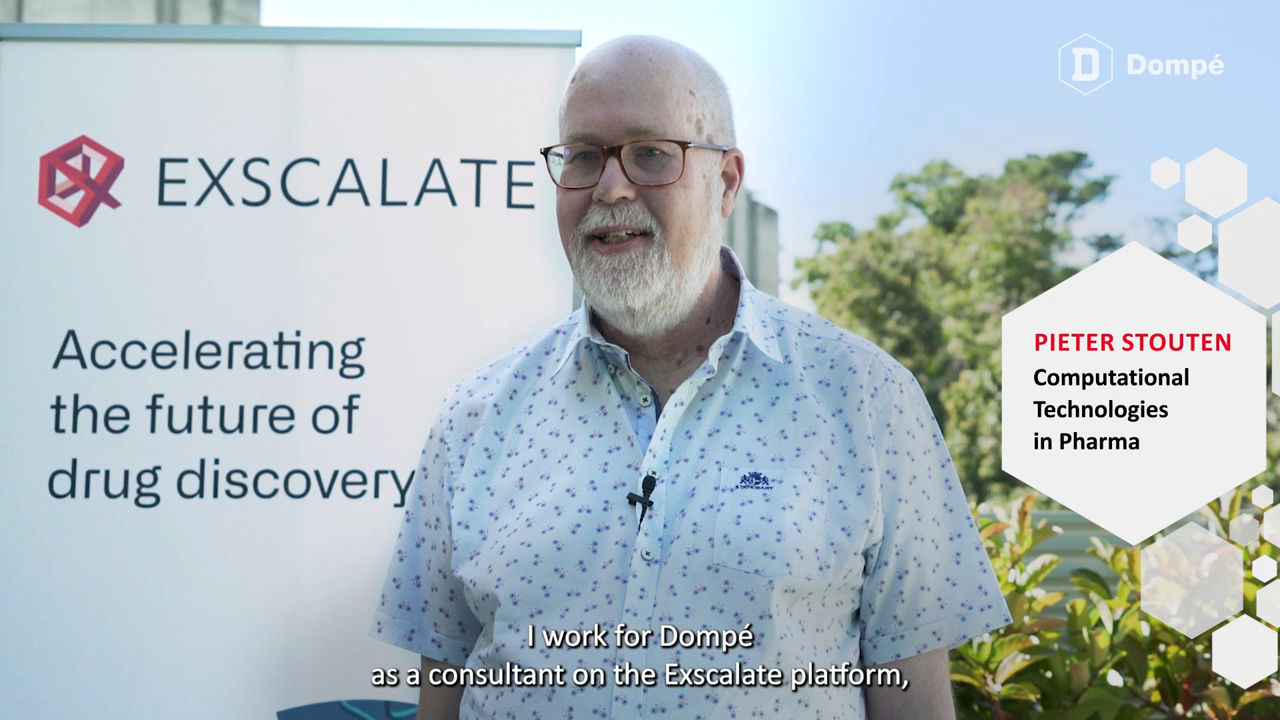 EXSCALATE
Accelerating
the future of
drug discovery
Dompé
PIETER STOUTEN
Computational
Technologies
in Pharma
I work for Dompé
as a consultant on the Exscalate platform,